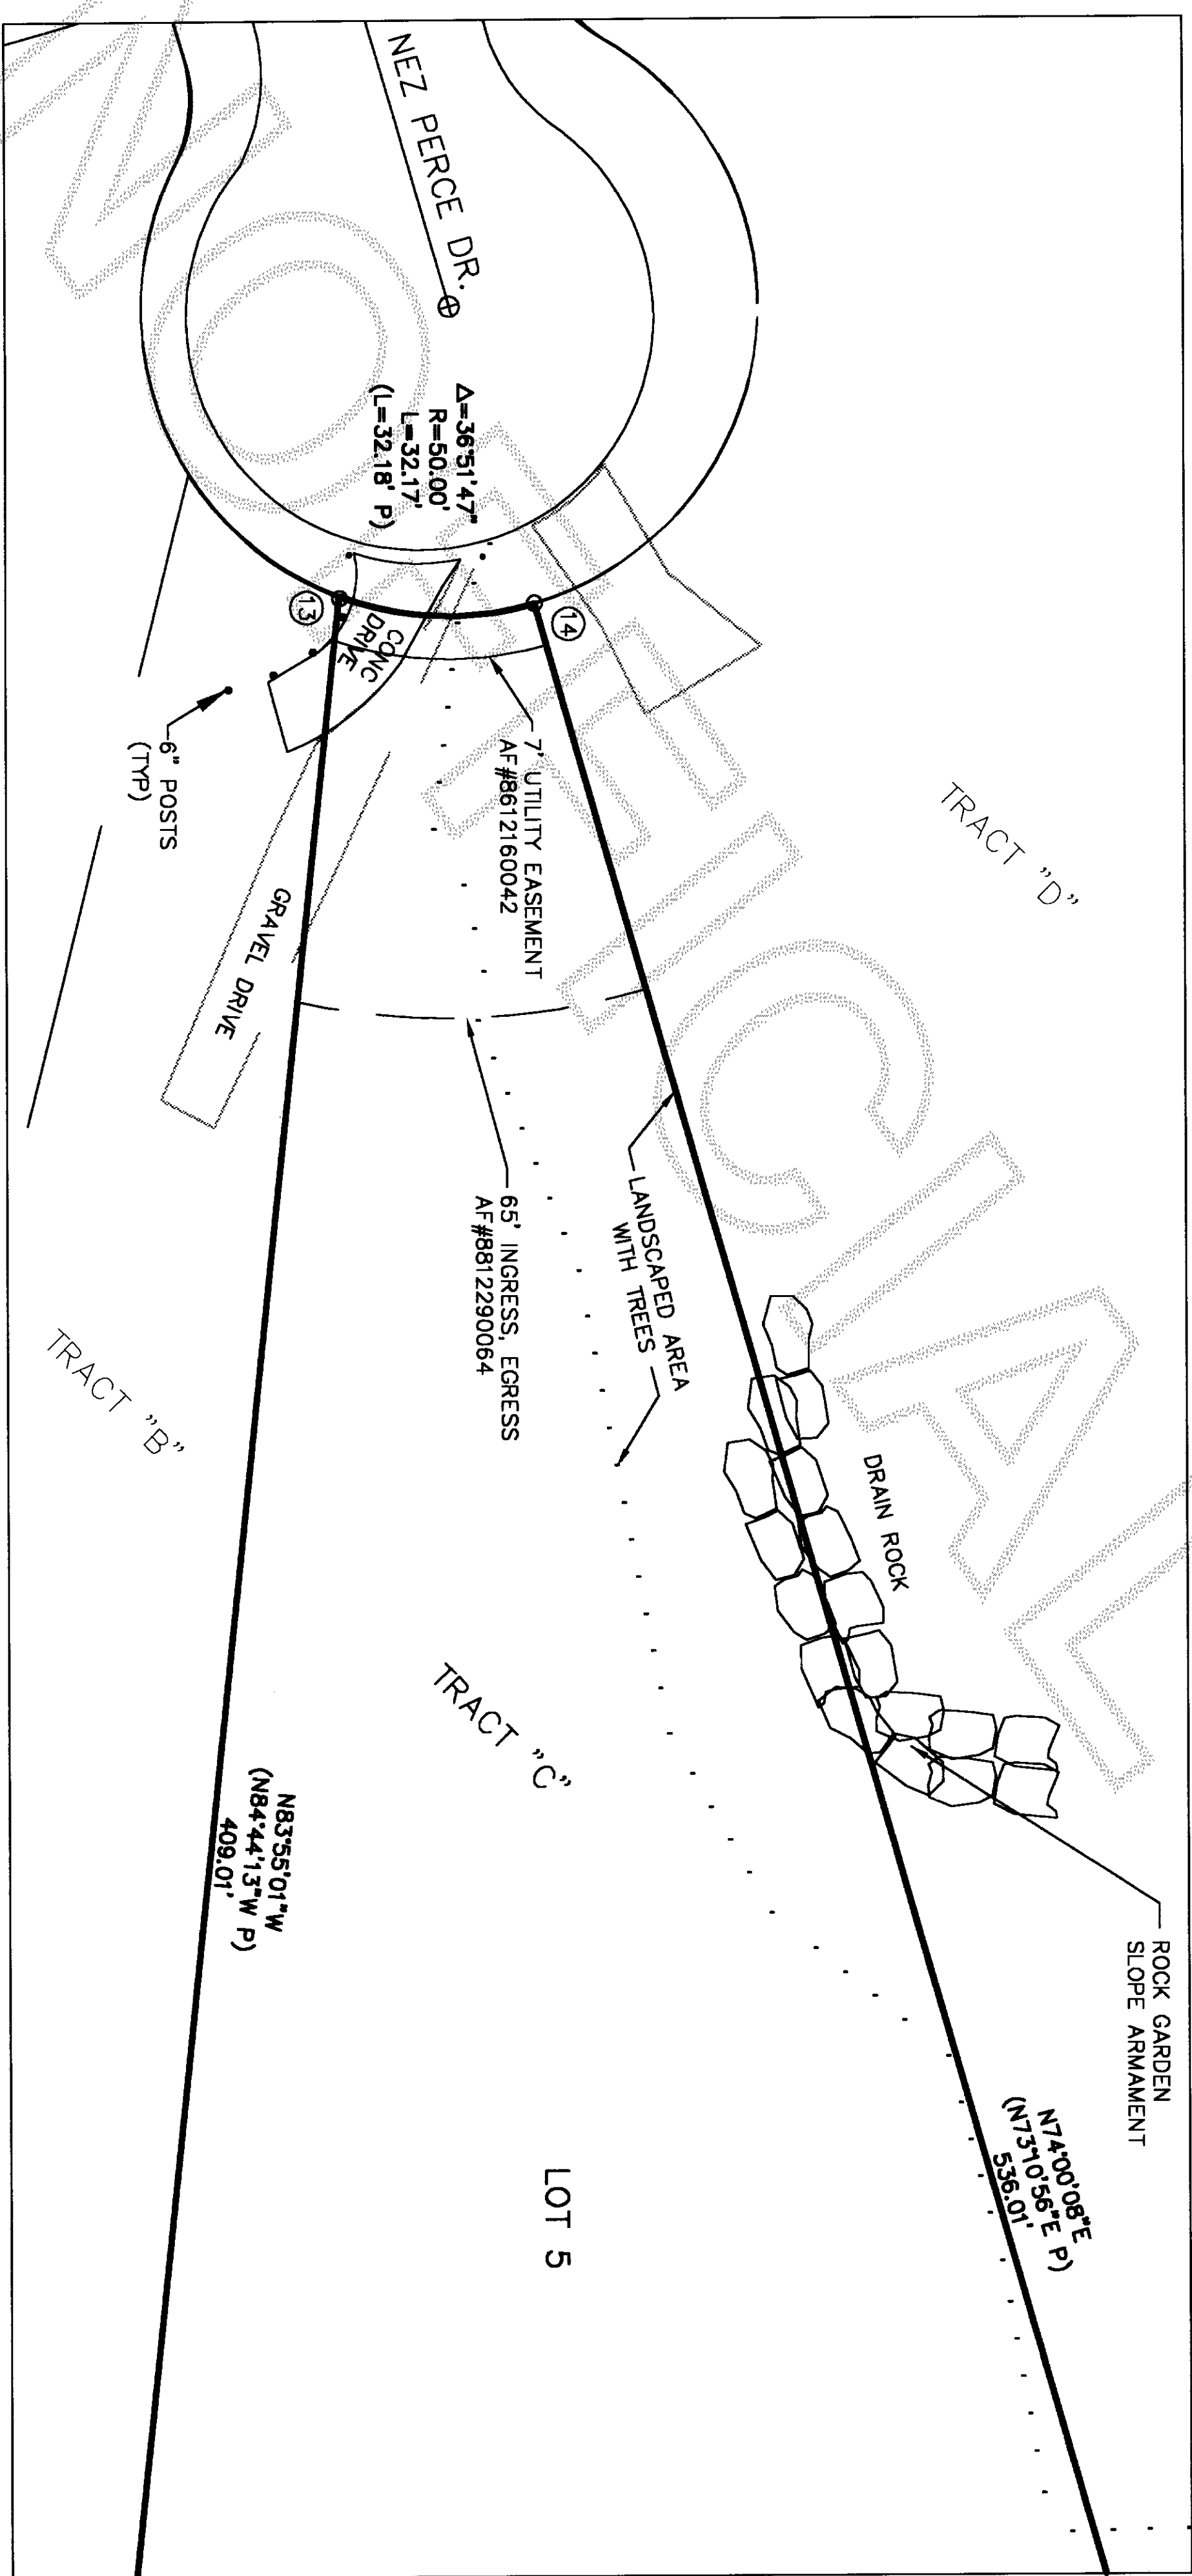 NEZ PERCE DR.
Δ=36°51'47"
R=50.00'
L=32.17'
(L=32.18' P)
13
14
CONC
DRIVE
6" POSTS
(TYP)
7' UTILITY EASEMENT
AF#8612160042
GRAVEL DRIVE
TRACT "D"
65' INGRESS, EGRESS
AF#8812290064
LANDSCAPED AREA
WITH TREES
TRACT "B"
DRAIN ROCK
TRACT "C"
ROCK GARDEN
SLOPE ARMAMENT
N83°55'01"W
(N84°44'13"W P)
409.01'
N74°00'08"E
(N73°10'56"E P)
536.01'
LOT 5
UNOFFICIAL